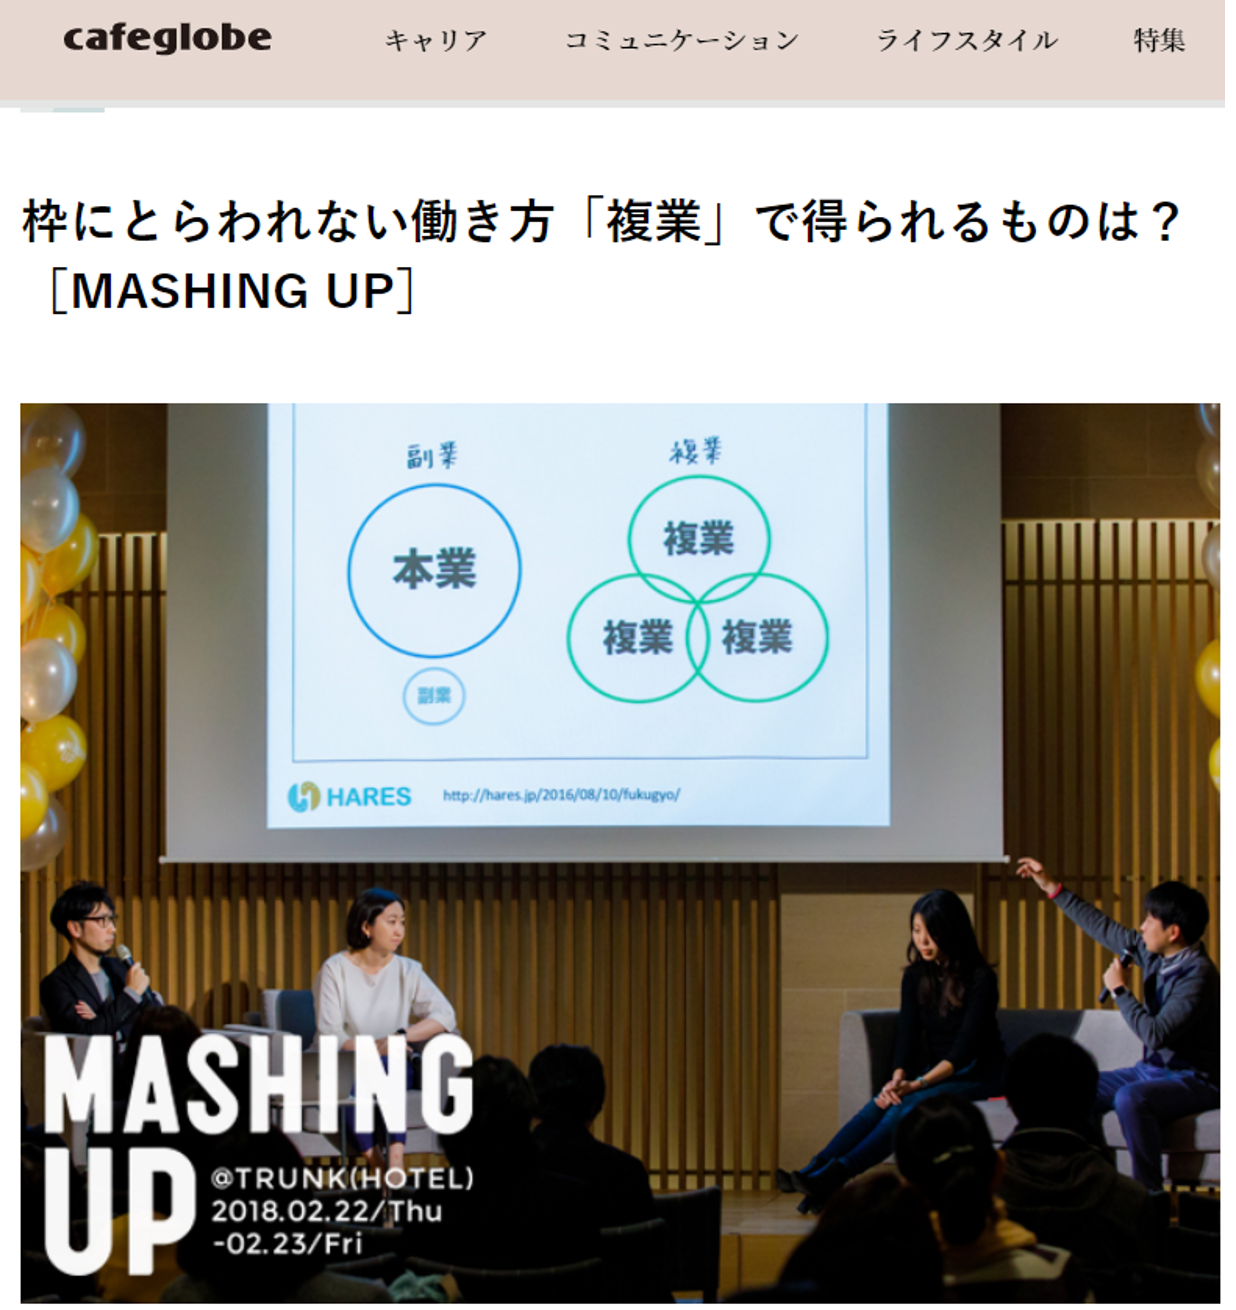 cafeglobe キャリア コミュニケーション ライフスタイル 特集
枠にとらわれない働き方「複業」で得られるものは？
［MASHING UP］
副業 複業
本業
副業
複業
複業 複業
HARES http://hares.jp/2016/08/10/fukugyo/
MASHING
UP
@TRUNK(HOTEL)
2018.02.22/Thu
-02.23/Fri